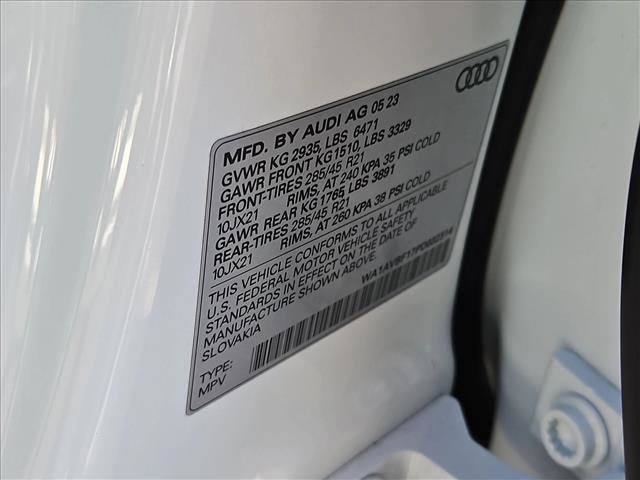 MFD. BY AUDI AG 05 23
GVWR KG 2935, LBS 6471
GAWR FRONT KG1510, LBS 3329
FRONT-TIRES 285/45 R21
10JX21 RIMS, AT 240 KPA 35 PSI COLD
GAWR REAR KG 1765, LBS 3891
REAR-TIRES 285/45 R21
10JX21 RIMS, AT 260 KPA 38 PSI COLD
THIS VEHICLE CONFORMS TO ALL APPLICABLE
U.S. FEDERAL MOTOR VEHICLE SAFETY
STANDARDS IN EFFECT ON THE DATE OF
MANUFACTURE SHOWN ABOVE.
SLOVAKIA
TYPE:
MPV